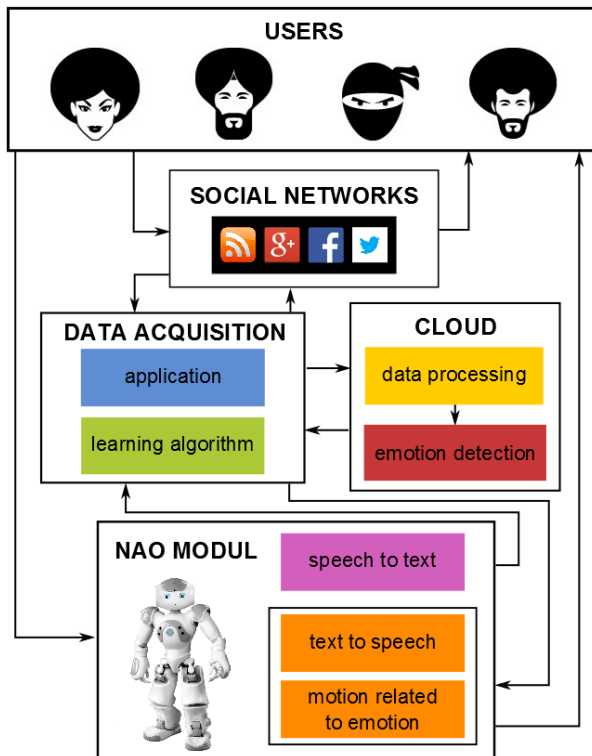 USERS
SOCIAL NETWORKS
g+ f
DATA ACQUISITION
application
learning algorithm
CLOUD
data processing
emotion detection
NAO MODUL
speech to text
text to speech
motion related
to emotion